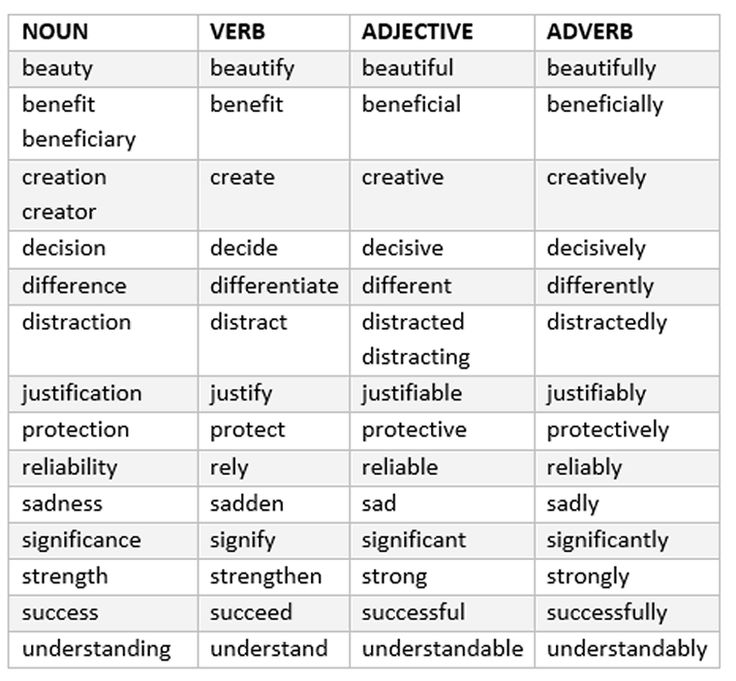 NOUN VERB ADJECTIVE ADVERB
beauty beautify beautiful beautifully
benefit benefit beneficial beneficially
beneficiary
creation create creative creatively
creator
decision decide decisive decisively
difference differentiate different differently
distraction distract distracted distractedly
distracting
justification justify justifiable justifiably
protection protect protective protectively
reliability rely reliable reliably
sadness sadden sad sadly
significance signify significant significantly
strength strengthen strong strongly
success succeed successful successfully
understanding understand understandable understandably